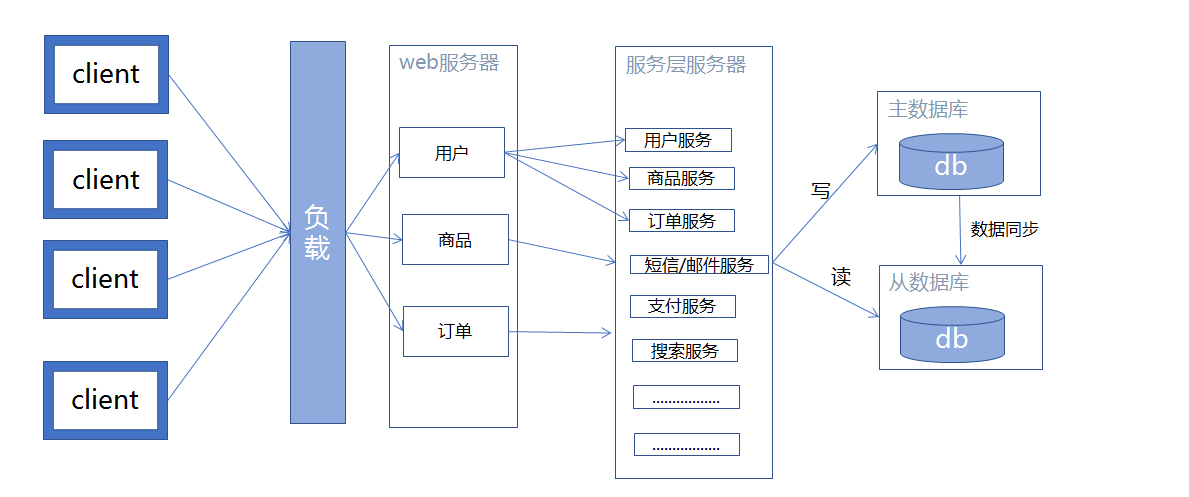 client
client
client
client
负
载
web服务器
用户
商品
订单
服务层服务器
用户服务
商品服务
订单服务
短信/邮件服务
支付服务
搜索服务
.................
.................
写
读
主数据库
db
数据同步
从数据库
db